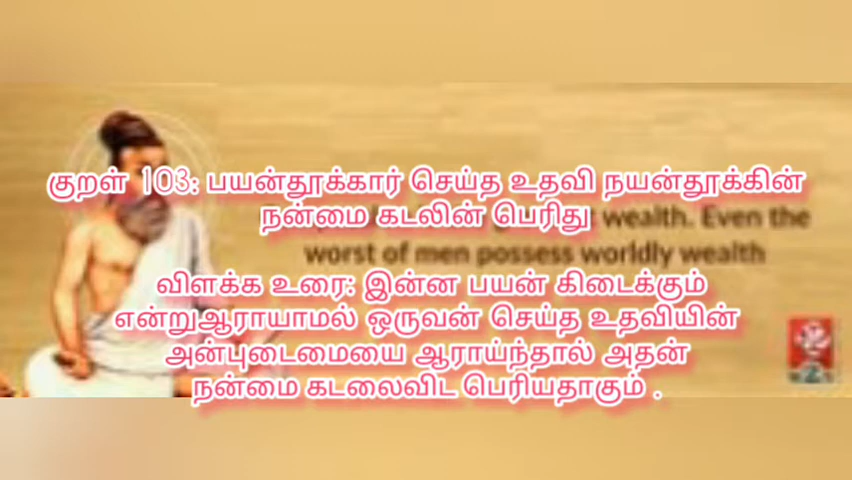 குறள் 103: பயன்தூக்கார் செய்த உதவி நயன்தூக்கின்
நன்மை கடலின் பெரிது
wealth. Even the
worst of men possess worldly wealth
விளக்க உரை: இன்ன பயன் கிடைக்கும்
என்றுஆராயாமல் ஒருவன் செய்த உதவியின்
அன்புடைமையை ஆராய்ந்தால் அதன்
நன்மை கடலைவிட பெரியதாகும் .